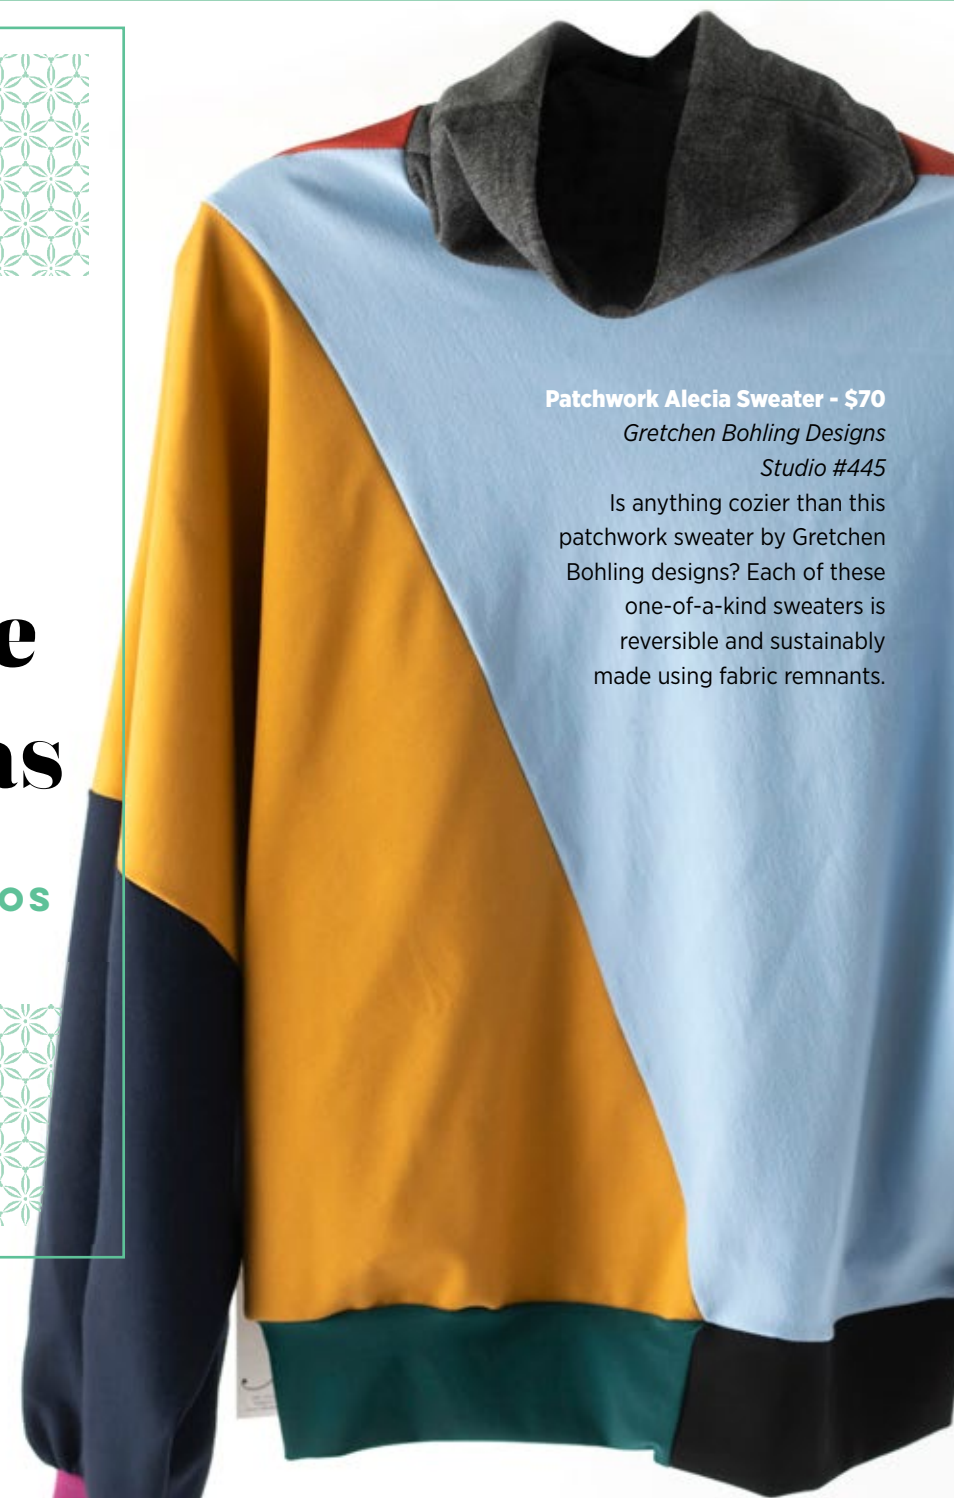 e
as
os
Patchwork Alecia Sweater - $70
Gretchen Bohling Designs
Studio #445
Is anything cozier than this
patchwork sweater by Gretchen
Bohling designs? Each of these
one-of-a-kind sweaters is
reversible and sustainably
made using fabric remnants.